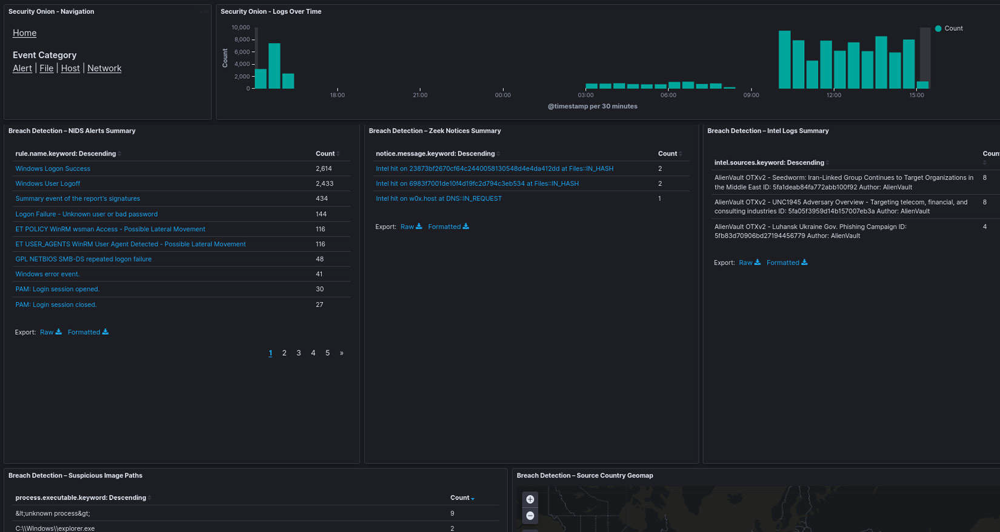 Security Onion - Navigation
Home
Event Category
Alert | File | Host | Network
Security Onion - Logs Over Time
Count
10,000
8,000
6,000
4,000
2,000
0
18:00 21:00 00:00 03:00 06:00 09:00 12:00 15:00
@timestamp per 30 minutes
Count
Breach Detection – NIDS Alerts Summary
rule.name.keyword: Descending Count
Windows Logon Success 2,614
Windows User Logoff 2,433
Summary event of the report's signatures 434
Logon Failure - Unknown user or bad password 144
ET POLICY WinRM wsman Access - Possible Lateral Movement 116
ET USER_AGENTS WinRM User Agent Detected - Possible Lateral Movement 116
GPL NETBIOS SMB-DS repeated logon failure 48
Windows error event. 41
PAM: Login session opened. 30
PAM: Login session closed. 27
Export: Raw Formatted
1 2 3 4 5 »
Breach Detection – Zeek Notices Summary
notice.message.keyword: Descending Count
Intel hit on 23873bf2670cf64c2440058130548d4e4da412dd at Files::IN_HASH 2
Intel hit on 6983f7001de10f4d19fc2d794c3eb534 at Files::IN_HASH 2
Intel hit on w0x.host at DNS::IN_REQUEST 1
Export: Raw Formatted
Breach Detection – Intel Logs Summary
Count
intel.sources.keyword: Descending
AlienVault OTXv2 - Seedworm: Iran-Linked Group Continues to Target Organizations in 8
the Middle East ID: 5fa1deab84fa772abb100f92 Author: AlienVault
AlienVault OTXv2 - UNC1945 Adversary Overview - Targeting telecom, financial, and 8
consulting industries ID: 5fa05f3959d14b157007eb3a Author: AlienVault
AlienVault OTXv2 - Luhansk Ukraine Gov. Phishing Campaign ID: 4
5fb83d70906bd27194456779 Author: AlienVault
Export: Raw Formatted
Breach Detection – Suspicious Image Paths
process.executable.keyword: Descending Count
&lt;unknown process&gt; 9
C:\\Windows\\explorer.exe 2
Breach Detection – Source Country Geomap